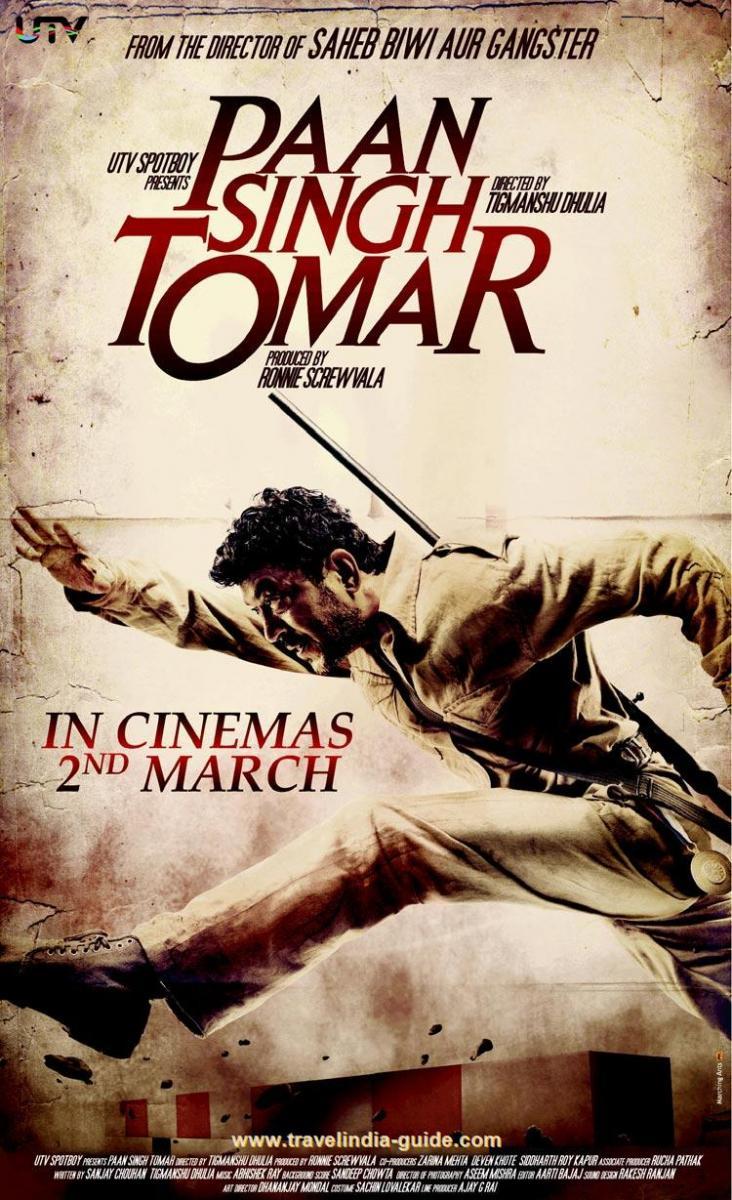 UTV
FROM THE DIRECTOR OF SAHEB BIWI AUR GANGSTER
UTV SPOTBOY
PRESENTS
PAAN
SINGH
TOMAR
DIRECTED BY
TIGMANSHU DHULIA
PRODUCED BY
RONNIE SCREWVALA
IN CINEMAS
2ND MARCH
Marching Ants
www.travelindia-guide.com
UTV SPOTBOY PRESENTS PAAN SINGH TOMAR DIRECTED BY TIGMANSHU DHULIA PRODUCED BY RONNIE SCREWVALA CO-PRODUCERS ZARINA MEHTA DEVEN KHOTE SIDDHARTH ROY KAPUR ASSOCIATE PRODUCER RUCHA PATHAK
WRITTEN BY SANJAY CHOUHAN TIGMANSHU DHULIA MUSIC ABHISHEK RAY BACKGROUND SCORE SANDEEP CHOWTA DIRECTOR OF PHOTOGRAPHY ASEEM MISHRA EDITOR AARTI BAJAJ SOUND DESIGN RAKESH RANJAN
ART DIRECTOR DHANANJAY MONDAL COSTUME SACHIN LOVALEKAR LINE PRODUCER AJAY G RAI